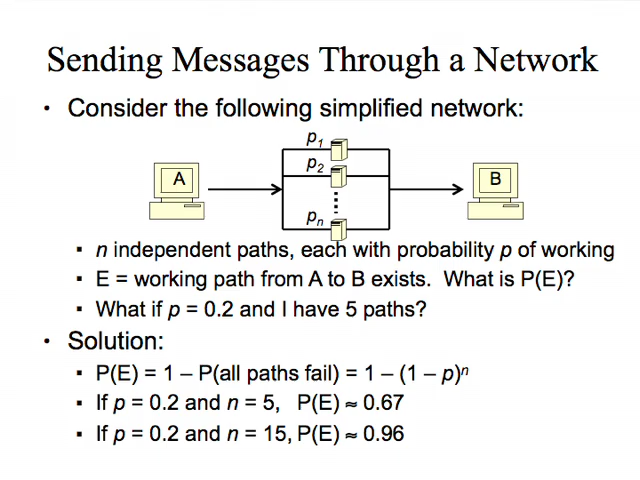 Sending Messages Through a Network
• Consider the following simplified network:
p1
p2
A
B
pn
▪ n independent paths, each with probability p of working
▪ E = working path from A to B exists. What is P(E)?
▪ What if p = 0.2 and I have 5 paths?
• Solution:
▪ P(E) = 1 – P(all paths fail) = 1 – (1 – p)ⁿ
▪ If p = 0.2 and n = 5, P(E) ≈ 0.67
▪ If p = 0.2 and n = 15, P(E) ≈ 0.96